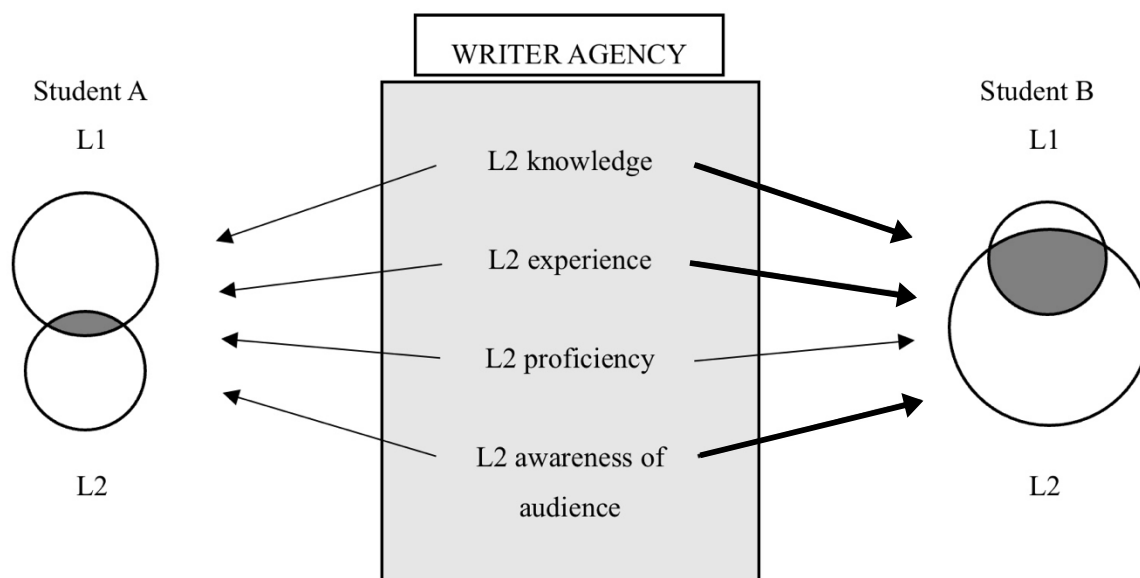 WRITER AGENCY
Student A
L1
L2
L2 knowledge
L2 experience
L2 proficiency
L2 awareness of
audience
Student B
L1
L2